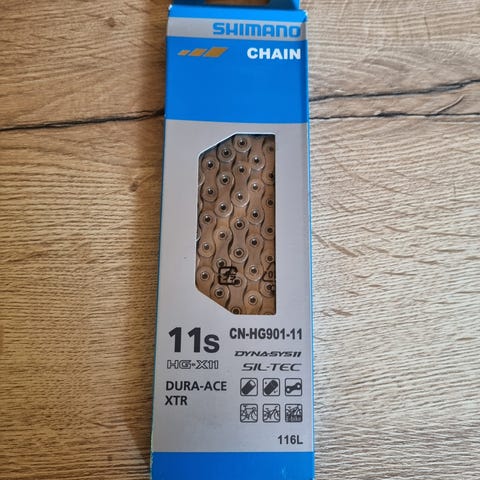 SHIMANO
CHAIN
11s
CN-HG901-11
HG-X11
DYNA-SYS11
SIL-TEC
DURA-ACE
XTR
116L